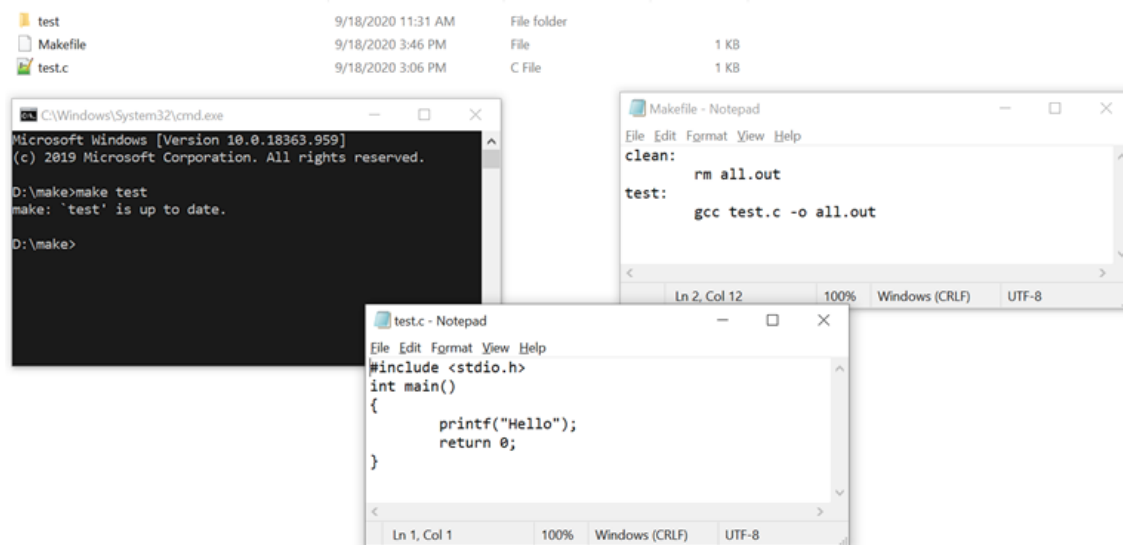 test 9/18/2020 11:31 AM File folder
Makefile 9/18/2020 3:46 PM File 1 KB
test.c 9/18/2020 3:06 PM C File 1 KB
C:\Windows\System32\cmd.exe
Microsoft Windows [Version 10.0.18363.959]
(c) 2019 Microsoft Corporation. All rights reserved.
D:\make>make test
make: `test' is up to date.
D:\make>
Makefile - Notepad
File Edit Format View Help
clean:
rm all.out
test:
gcc test.c -o all.out
Ln 2, Col 12 100% Windows (CRLF) UTF-8
test.c - Notepad
File Edit Format View Help
#include <stdio.h>
int main()
{
printf("Hello");
return 0;
}
Ln 1, Col 1 100% Windows (CRLF) UTF-8